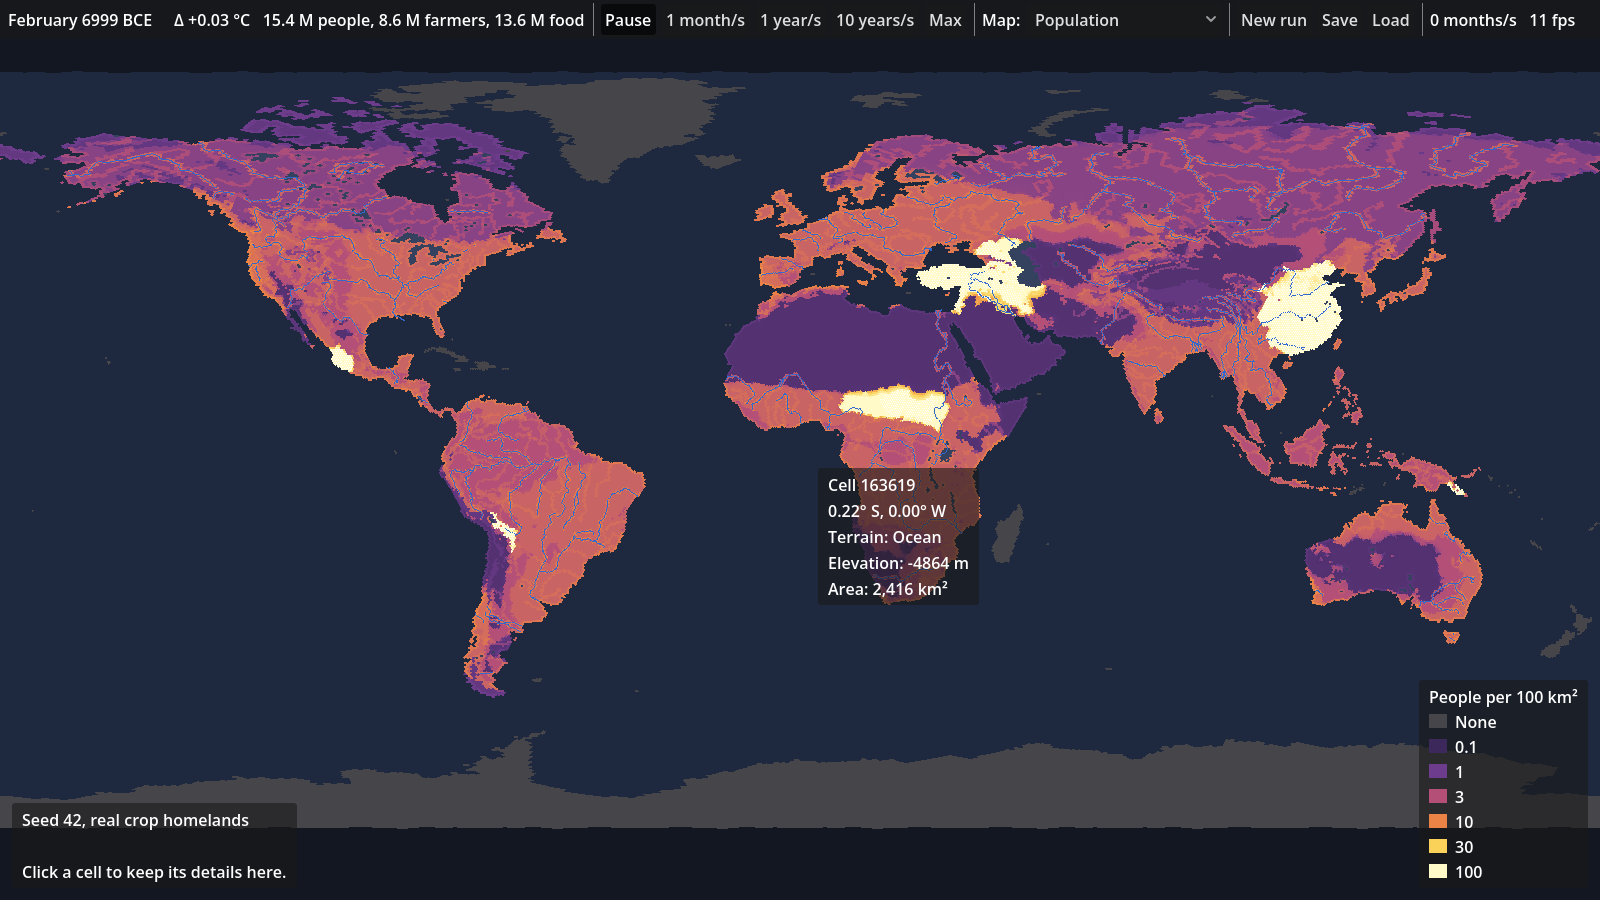 February 6999 BCE Δ +0.03 °C 15.4 M people, 8.6 M farmers, 13.6 M food Pause 1 month/s 1 year/s 10 years/s Max Map: Population New run Save Load 0 months/s 11 fps
Cell 163619
0.22° S, 0.00° W
Terrain: Ocean
Elevation: -4864 m
Area: 2,416 km²
People per 100 km²
None
0.1
1
3
10
30
100
Seed 42, real crop homelands
Click a cell to keep its details here.